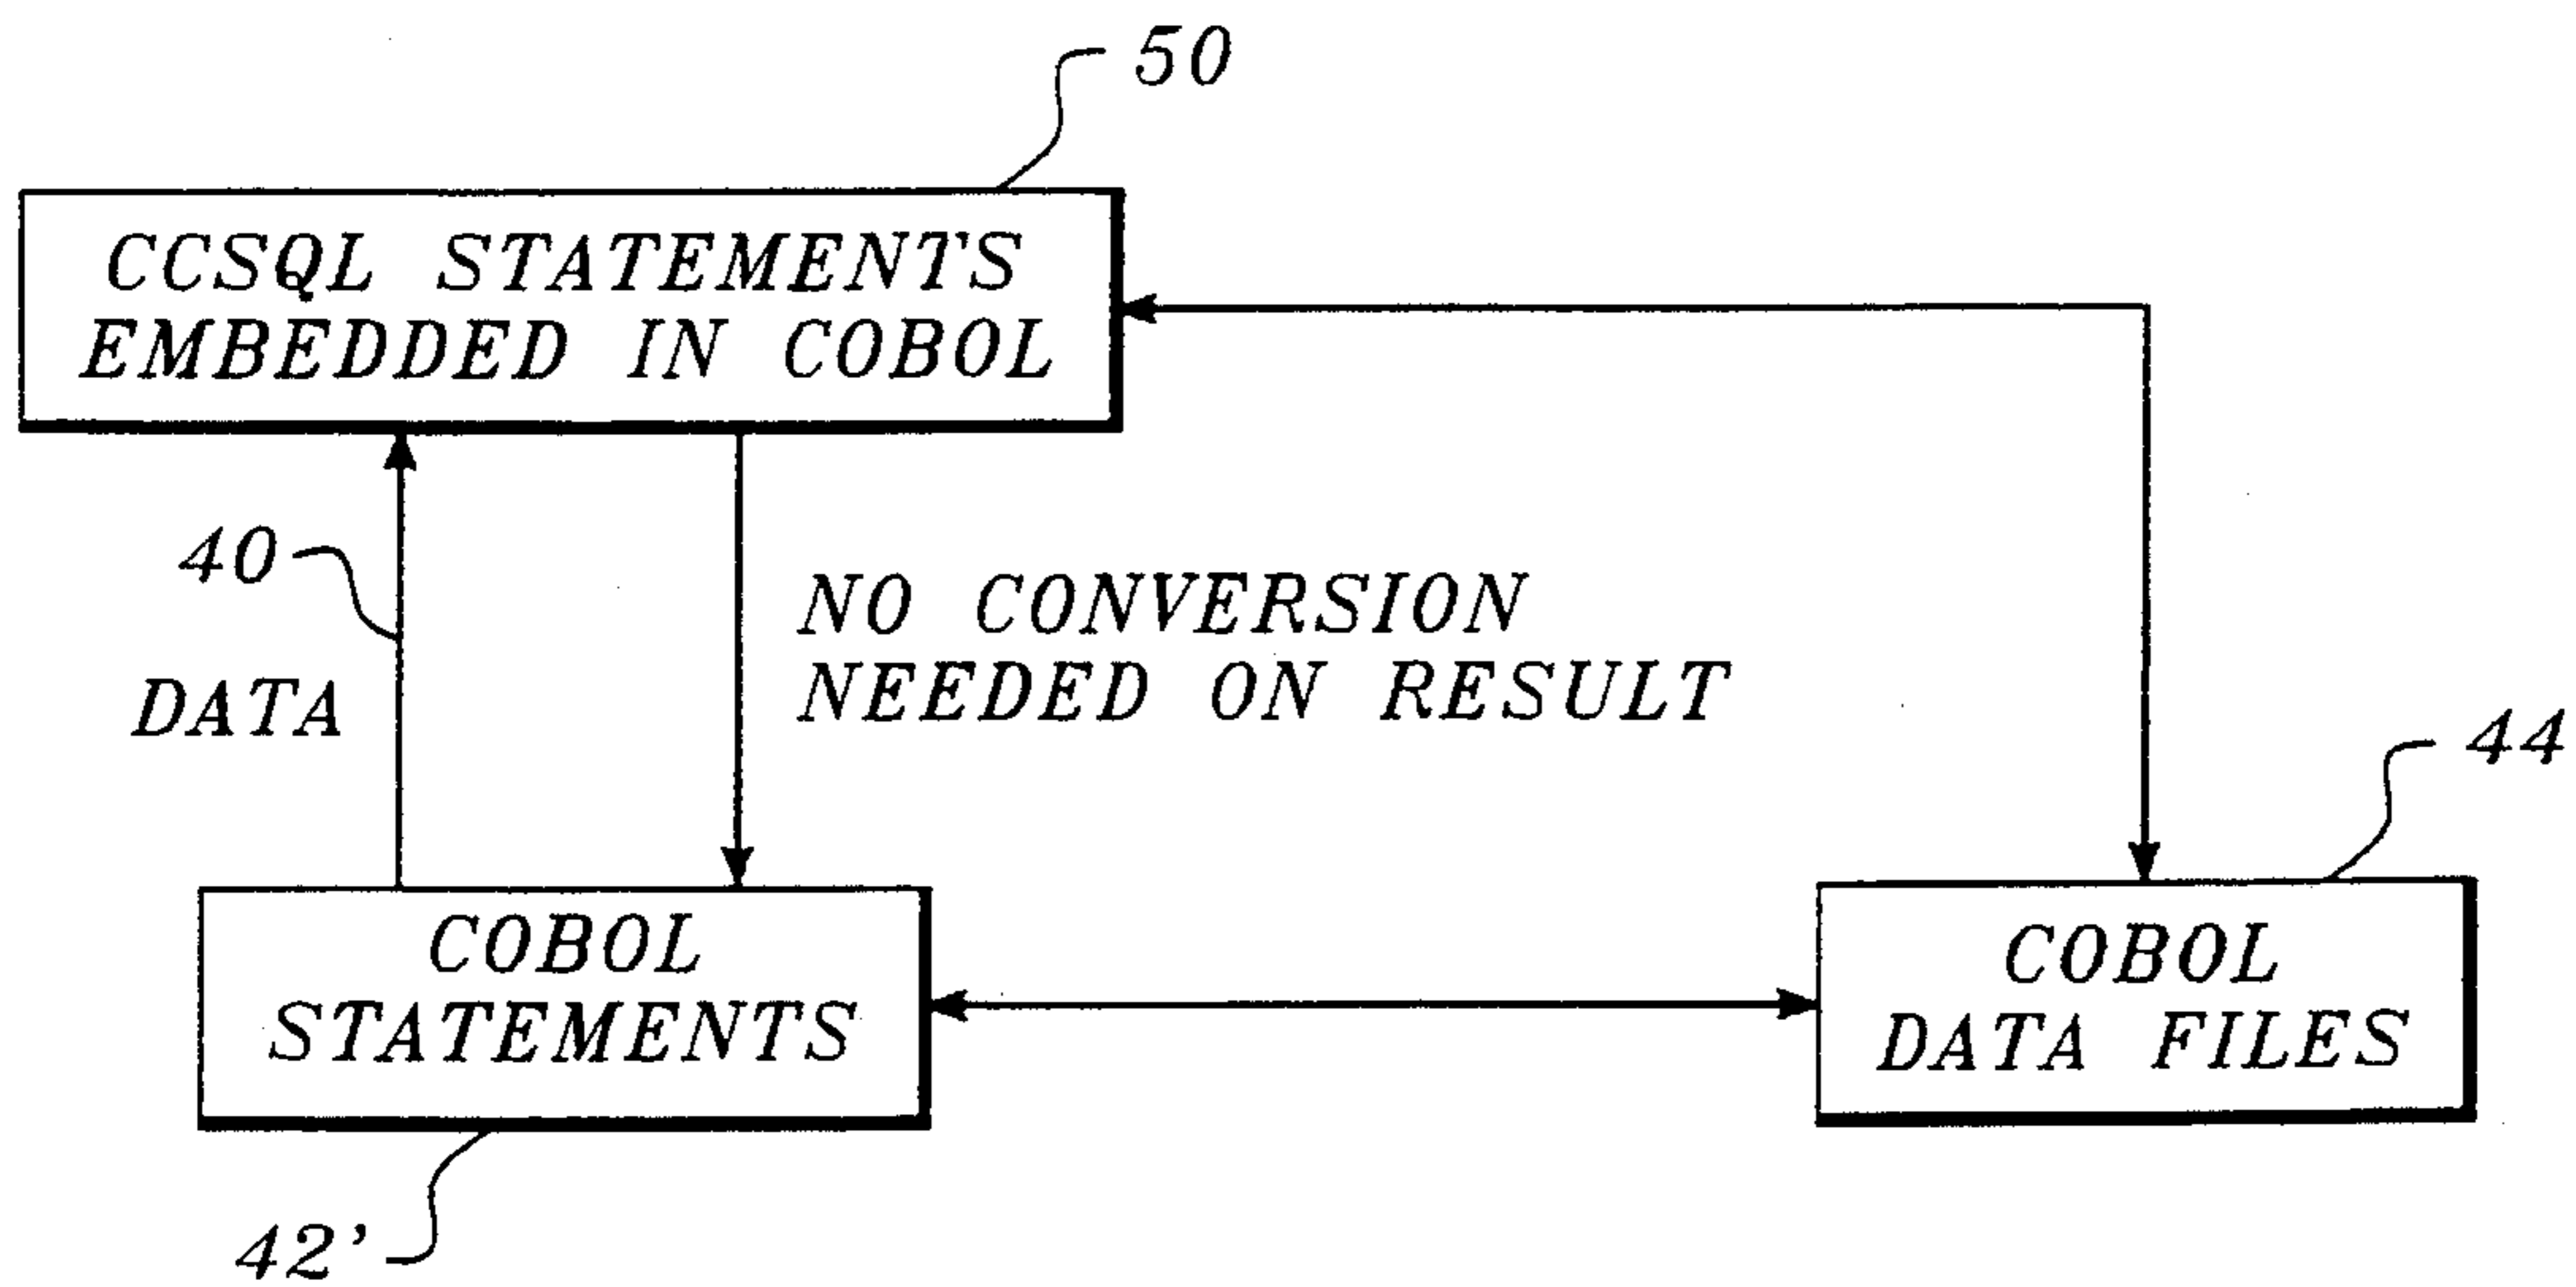 50
CCSQL STATEMENTS
EMBEDDED IN COBOL
40
DATA
NO CONVERSION
NEEDED ON RESULT
44
COBOL
STATEMENTS
COBOL
DATA FILES
42'